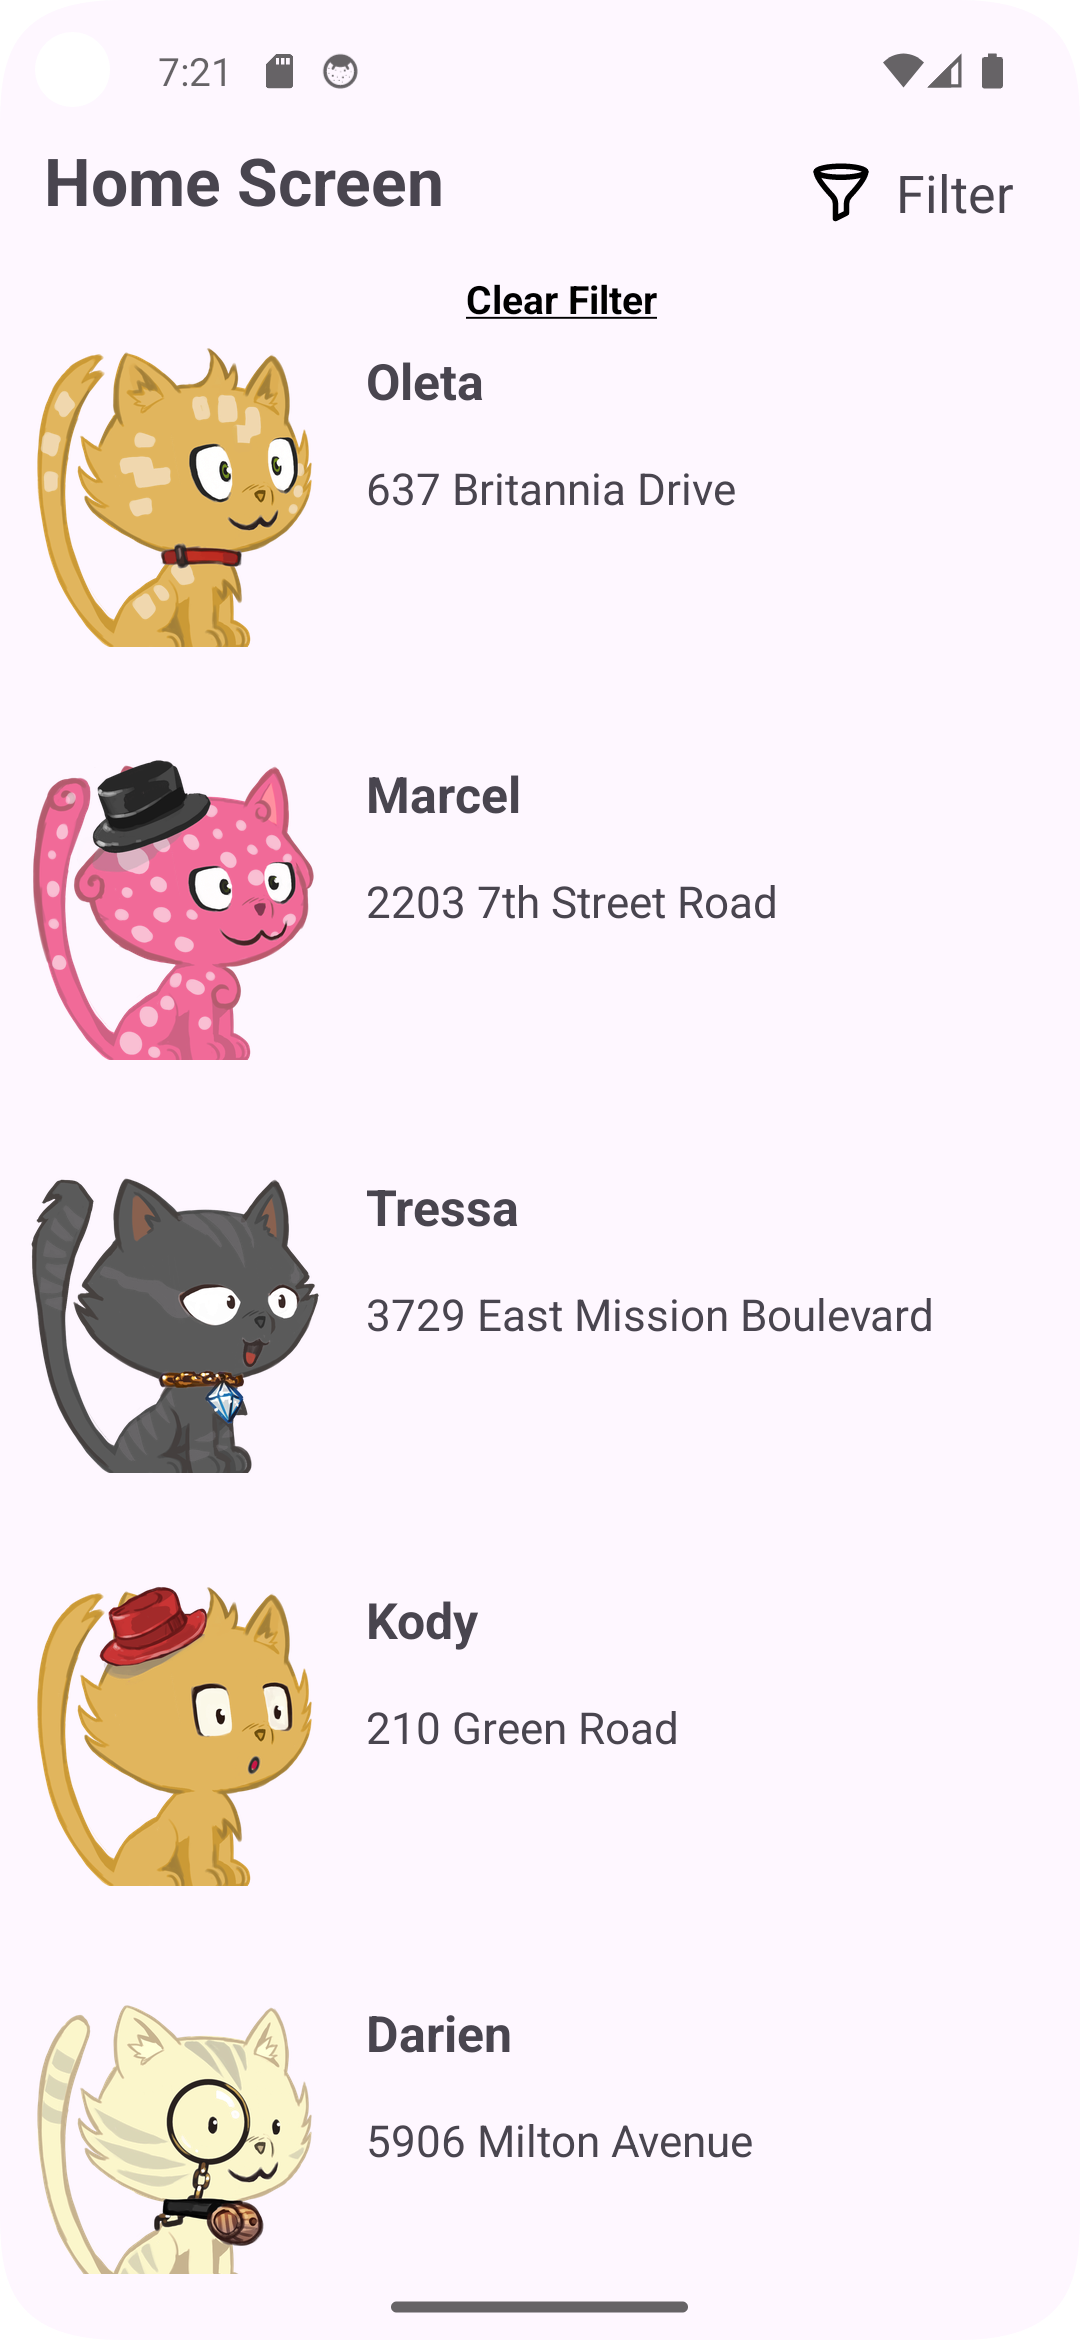 7:21
Home Screen
Filter
Clear Filter
Oleta
637 Britannia Drive
Marcel
2203 7th Street Road
Tressa
3729 East Mission Boulevard
Kody
210 Green Road
Darien
5906 Milton Avenue